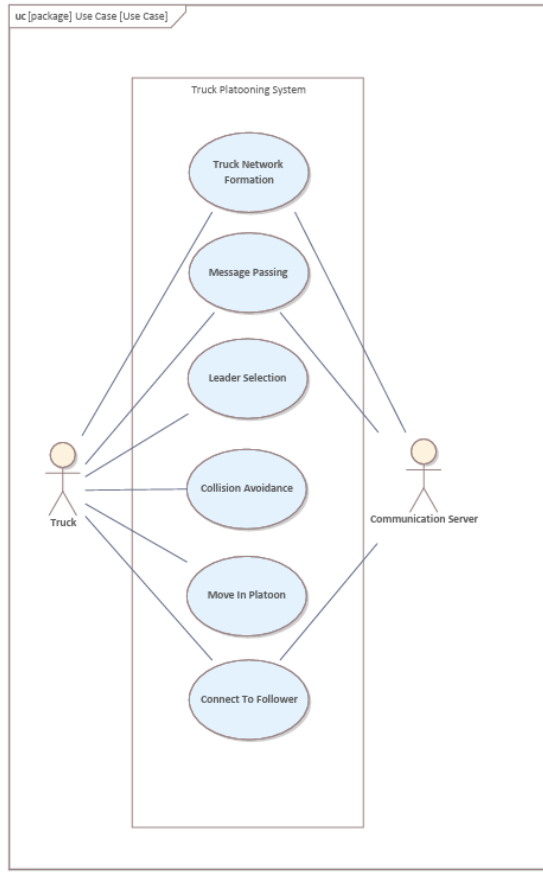 uc [package] Use Case [Use Case]
Truck Platooning System
Truck Network
Formation
Message Passing
Leader Selection
Collision Avoidance
Truck
Communication Server
Move In Platoon
Connect To Follower